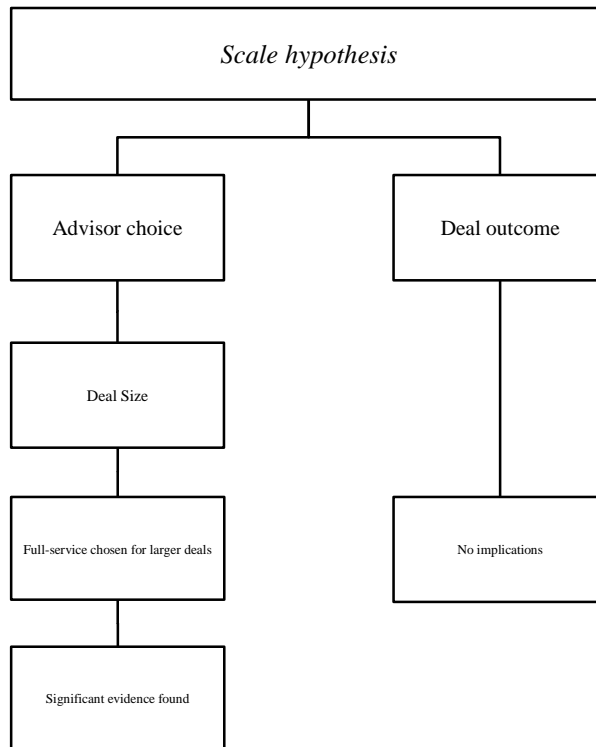 Scale hypothesis
Advisor choice
Deal outcome
Deal Size
Full-service chosen for larger deals
No implications
Significant evidence found